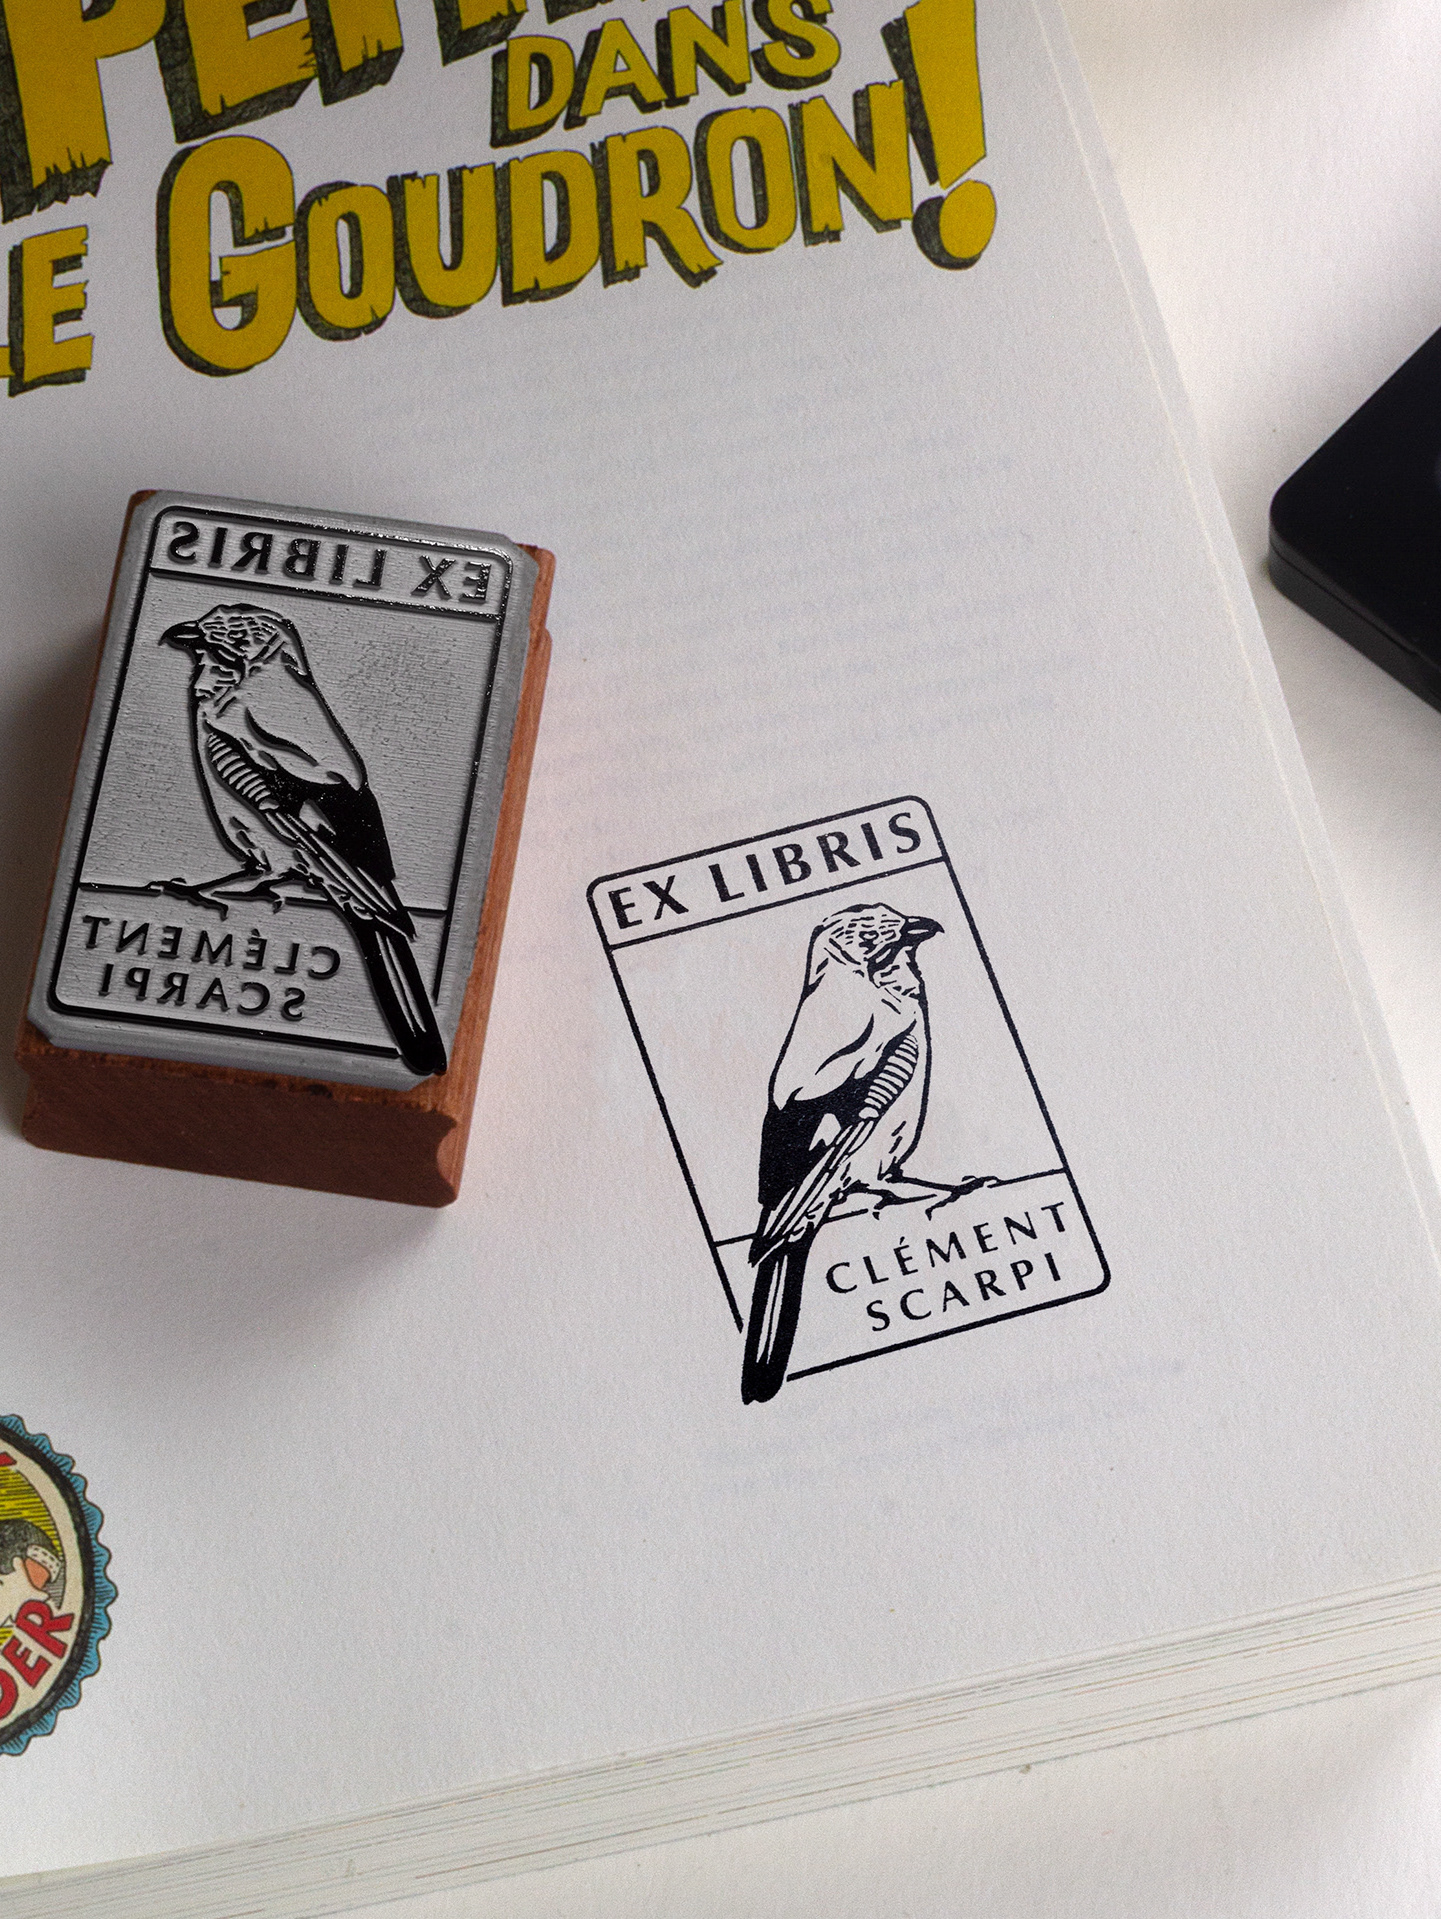 DANS
LE GOUDRON!
EX LIBRIS
CLÉMENT
SCARPI
EX LIBRIS
CLÉMENT
SCARPI